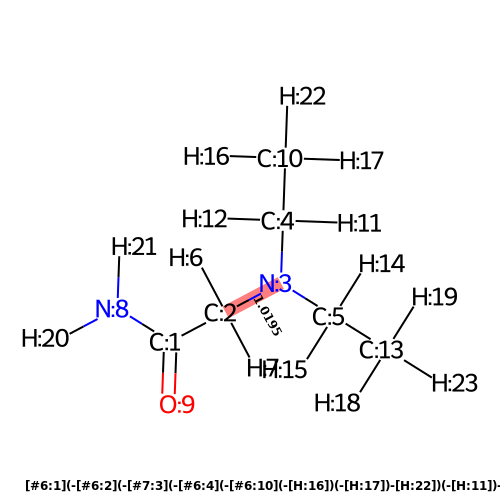 H:22
H:16 C:10 H:17
H:12 C:4 H:11
H:21 H:6 H:14
N:3 H:19
N:8 C:2 1.0195 C:5
H:20 C:1 C:13
H:7 H:15 H:23
O:9 H:18
[#6:1](-[#6:2](-[#7:3](-[#6:4](-[#6:10](-[H:16])(-[H:17])-[H:22])(-[H:11])-